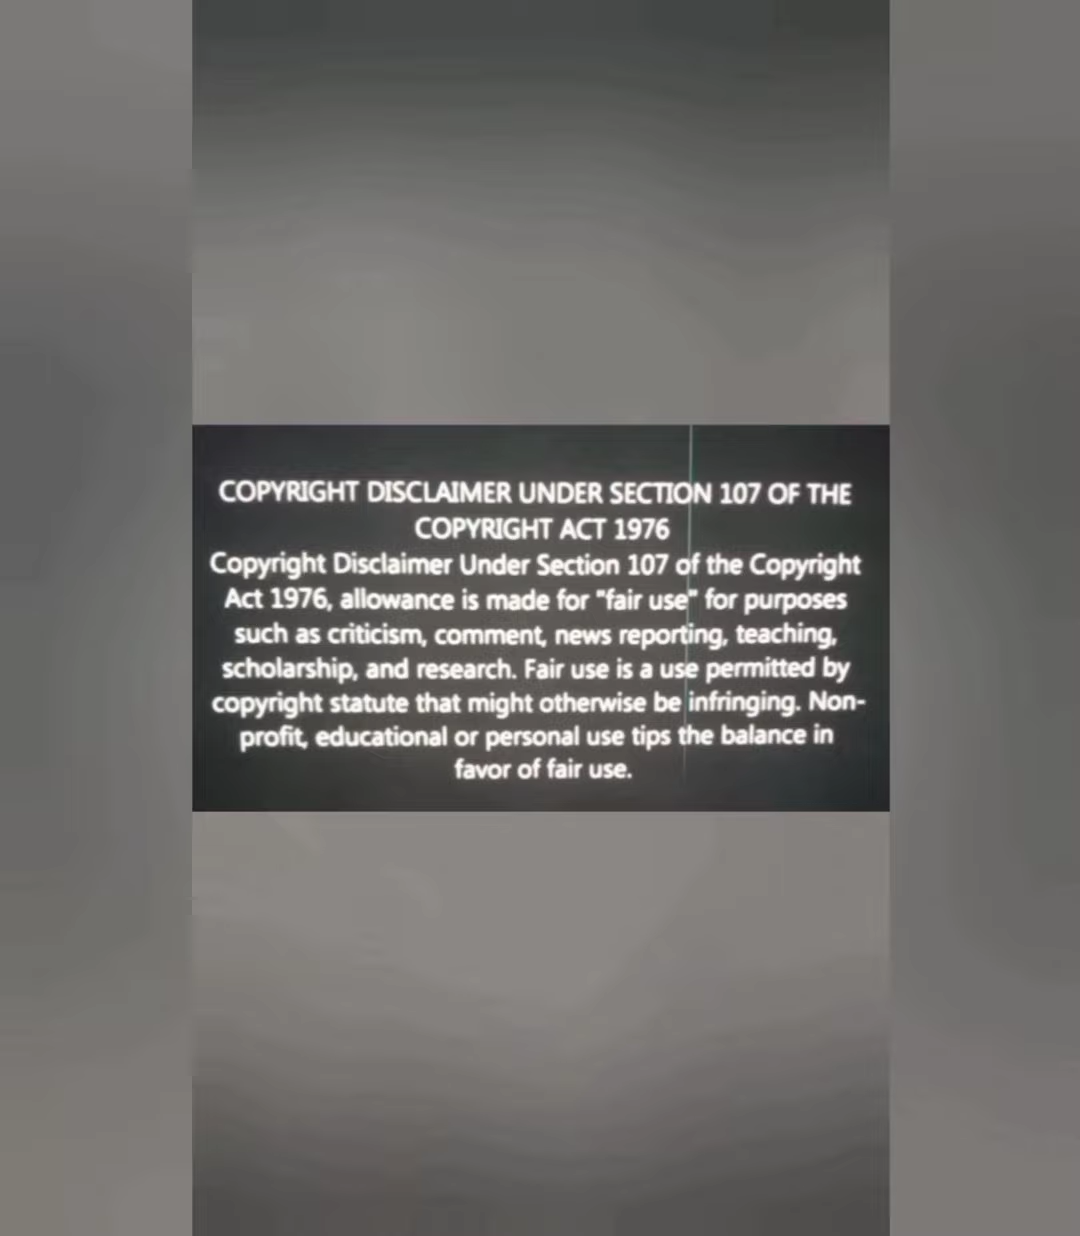 COPYRIGHT DISCLAIMER UNDER SECTION 107 OF THE
COPYRIGHT ACT 1976
Copyright Disclaimer Under Section 107 of the Copyright
Act 1976, allowance is made for "fair use" for purposes
such as criticism, comment, news reporting, teaching,
scholarship, and research. Fair use is a use permitted by
copyright statute that might otherwise be infringing. Non-
profit, educational or personal use tips the balance in
favor of fair use.